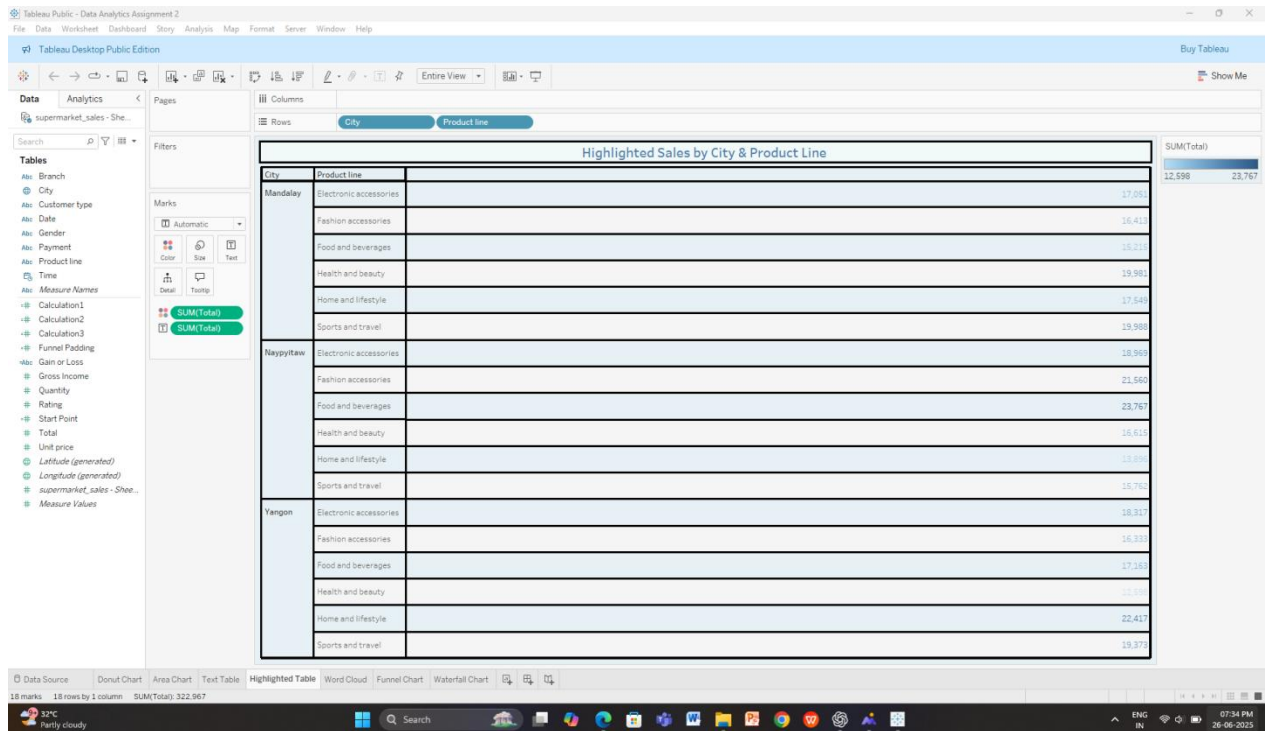 Tableau Public - Data Analytics Assignment 2
File Data Worksheet Dashboard Story Analysis Map Format Server Window Help
Tableau Desktop Public Edition Buy Tableau
Entire View Show Me
Data Analytics
supermarket_sales - She...
Search
Tables
Abc Branch
City
Abc Customer type
Abc Date
Abc Gender
Abc Payment
Abc Product line
Time
Abc Measure Names
=# Calculation1
=# Calculation2
=# Calculation3
=# Funnel Padding
=Abc Gain or Loss
# Gross Income
# Quantity
# Rating
=# Start Point
# Total
# Unit price
Latitude (generated)
Longitude (generated)
# supermarket_sales - Shee...
# Measure Values
Pages
Filters
Marks
Automatic
Color Size Text
Detail Tooltip
SUM(Total)
SUM(Total)
Columns
Rows City Product line
Highlighted Sales by City & Product Line
City Product line
Mandalay Electronic accessories 17,051
Fashion accessories 16,413
Food and beverages 15,215
Health and beauty 19,981
Home and lifestyle 17,549
Sports and travel 19,988
Naypyitaw Electronic accessories 18,969
Fashion accessories 21,560
Food and beverages 23,767
Health and beauty 16,615
Home and lifestyle
Sports and travel 15,762
Yangon Electronic accessories 18,317
Fashion accessories 16,333
Food and beverages 17,163
Health and beauty
Home and lifestyle 22,417
Sports and travel 19,373
SUM(Total)
12,598 23,767
Data Source Donut Chart Area Chart Text Table Highlighted Table Word Cloud Funnel Chart Waterfall Chart
18 marks 18 rows by 1 column SUM(Total): 322,967
32°C
Partly cloudy
Search
ENG
IN
07:34 PM
26-06-2025